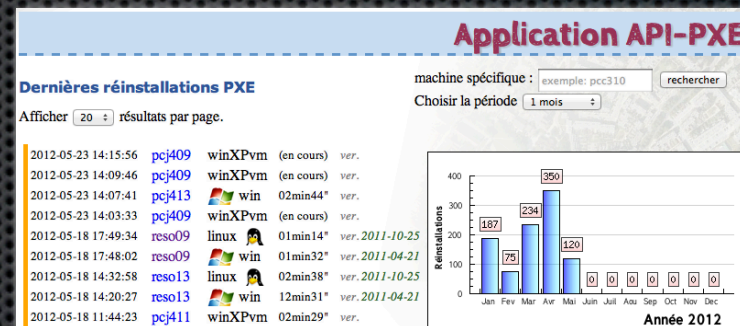 Application API-PXE
Dernières réinstallations PXE
machine spécifique : exemple: pcc310 rechercher
Choisir la période 1 mois
Afficher 20 résultats par page.
2012-05-23 14:15:56 pcj409 winXPvm (en cours) ver.
2012-05-23 14:09:46 pcj409 winXPvm (en cours) ver.
2012-05-23 14:07:41 pcj413 win 02min44" ver.
2012-05-23 14:03:33 pcj409 winXPvm (en cours) ver.
2012-05-18 17:49:34 reso09 linux 01min14" ver. 2011-10-25
2012-05-18 17:48:02 reso09 win 01min32" ver. 2011-04-21
2012-05-18 14:32:58 reso13 linux 02min38" ver. 2011-10-25
2012-05-18 14:20:27 reso13 win 12min31" ver. 2011-04-21
2012-05-18 11:44:23 pcj411 winXPvm 02min29" ver.
Réinstallations
400
300
200
100
0
187 75 234 350 120 0 0 0 0 0 0 0
Jan Fev Mar Avr Mai Juin Juil Aou Sep Oct Nov Dec
Année 2012